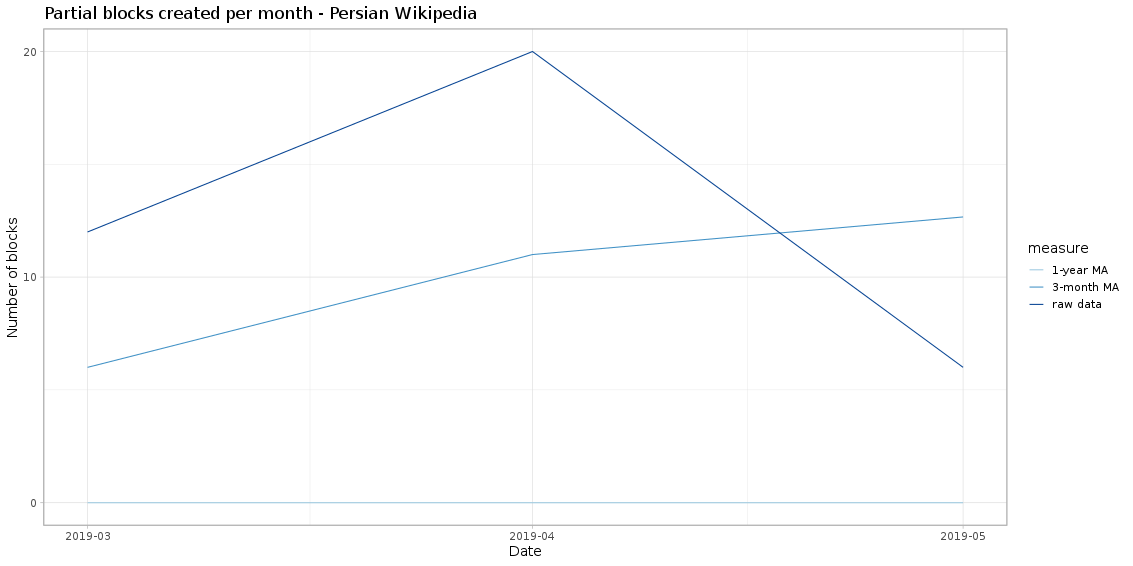 Partial blocks created per month - Persian Wikipedia
Number of blocks
20
10
0
2019-03
2019-04
2019-05
Date
measure
1-year MA
3-month MA
raw data